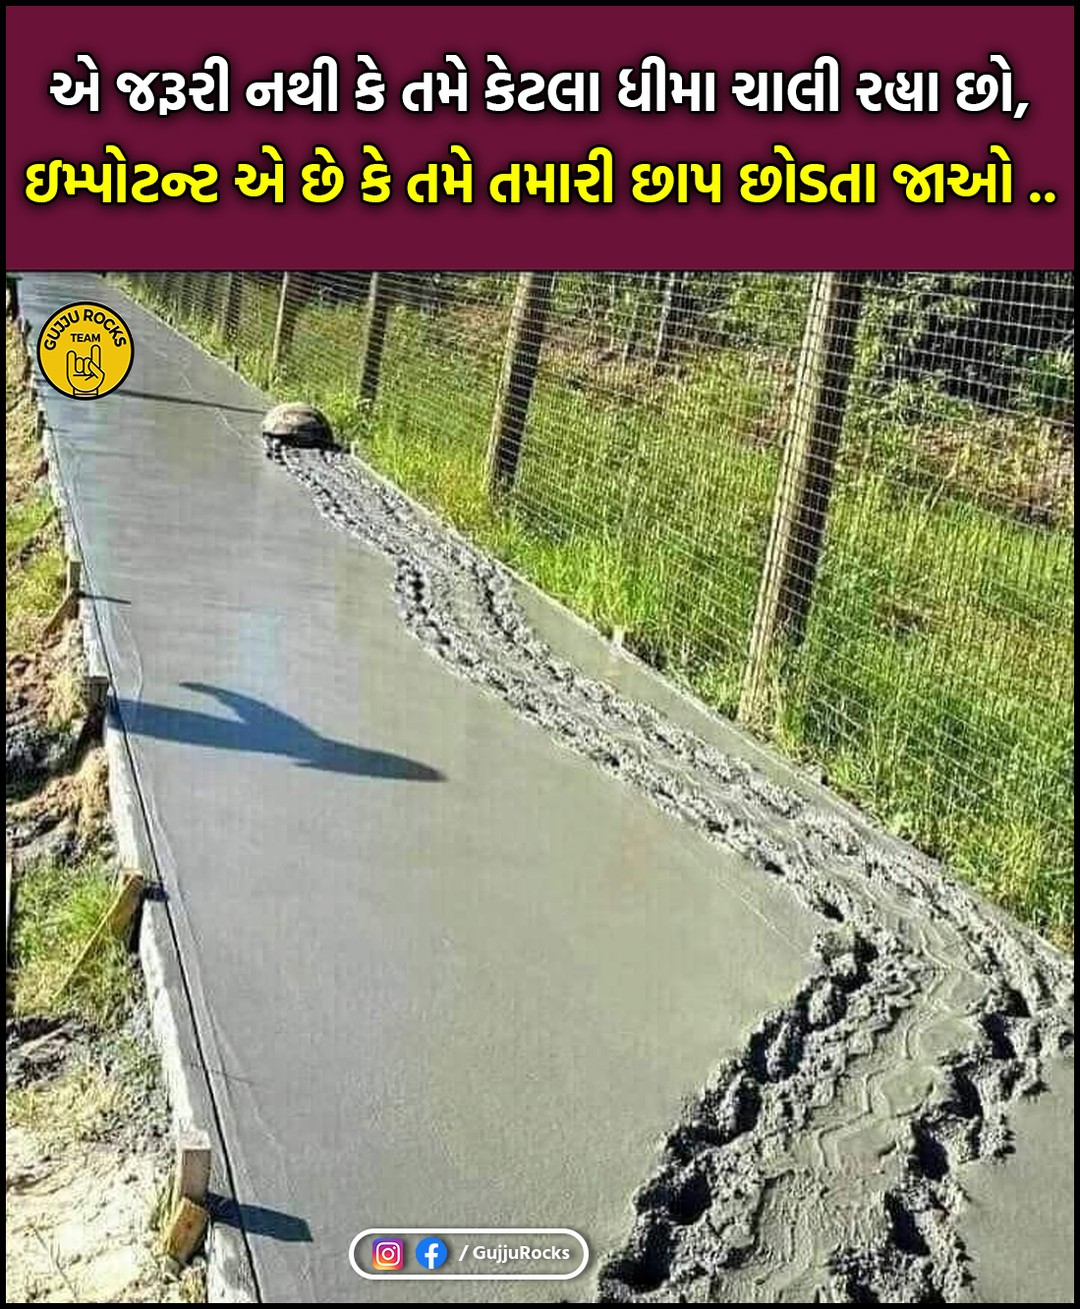 એ જરૂરી નથી કે તમે કેટલા ધીમા ચાલી રહ્યા છો,
ઇમ્પોટન્ટ એ છે કે તમે તમારી છાપ છોડતા જાઓ ..
GUJJU ROCKS
TEAM
/ GujjuRocks